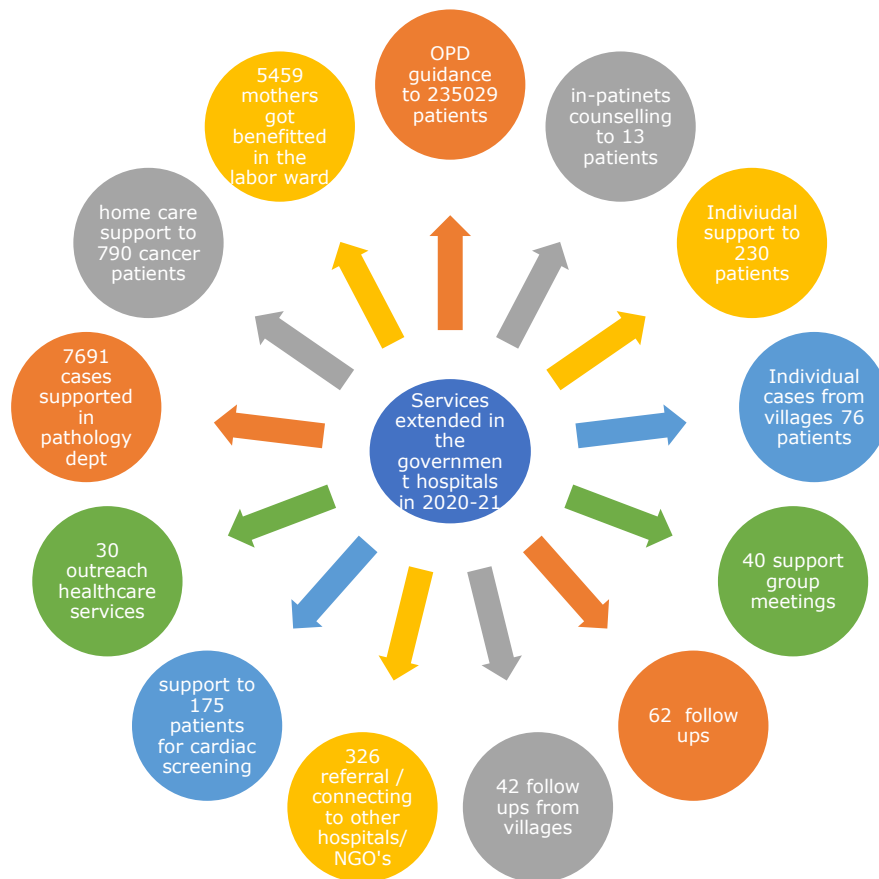 OPD
guidance
to 235029
patients
in-patinets
counselling
to 13
patients
Indiviudal
support to
230
patients
Individual
cases from
villages 76
patients
40 support
group
meetings
62 follow
ups
42 follow
ups from
villages
326
referral /
connecting
to other
hospitals/
NGO's
support to
175
patients
for cardiac
screening
30
outreach
healthcare
services
7691
cases
supported
in
pathology
dept
home care
support to
790 cancer
patients
5459
mothers
got
benefitted
in the
labor ward
Services
extended in
the
governmen
t hospitals
in 2020-21